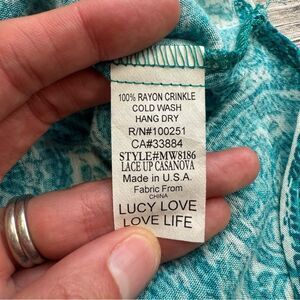 100% RAYON CRINKLE
COLD WASH
HANG DRY
R/N#100251
CA#33884
STYLE#MW8186
LACE UP CASANOVA
Made in U.S.A.
Fabric From
CHINA
LUCY LOVE
LOVE LIFE